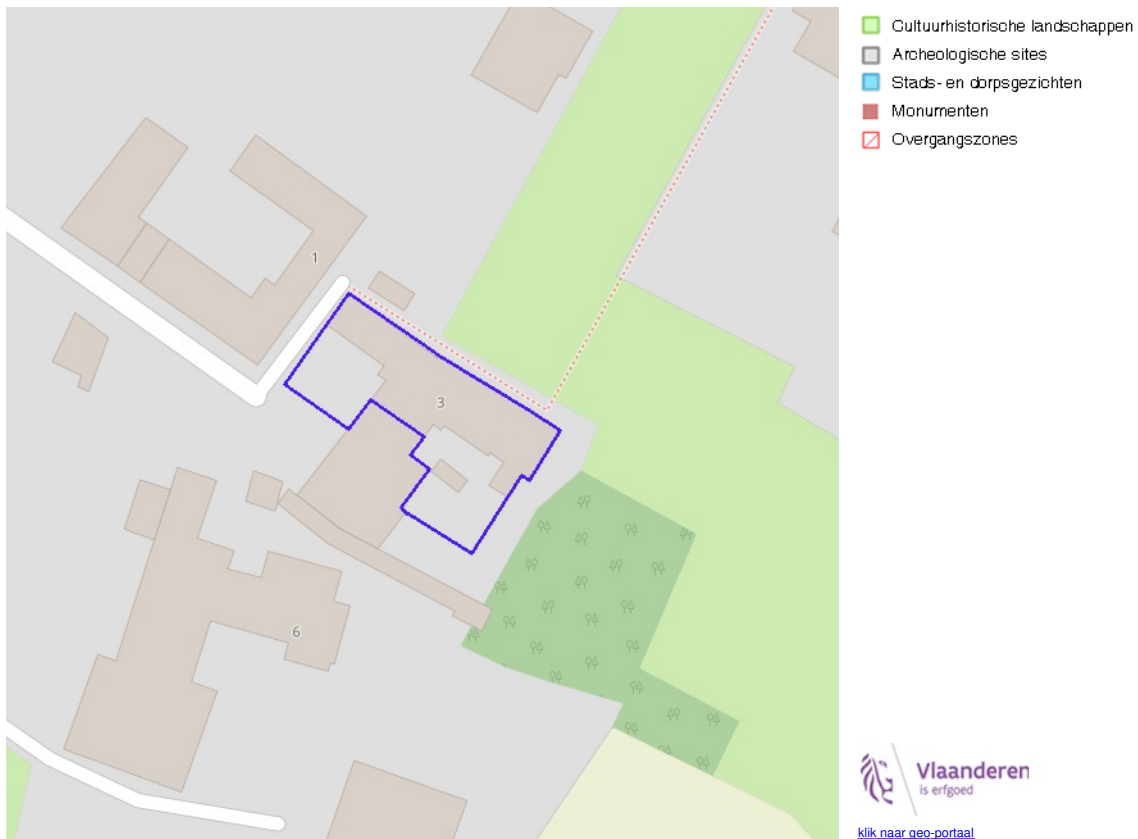 Cultuurhistorische landschappen
Archeologische sites
Stads- en dorpsgezichten
Monumenten
Overgangszones
1
3
6
Vlaanderen
is erfgoed
klik naar geo-portaal